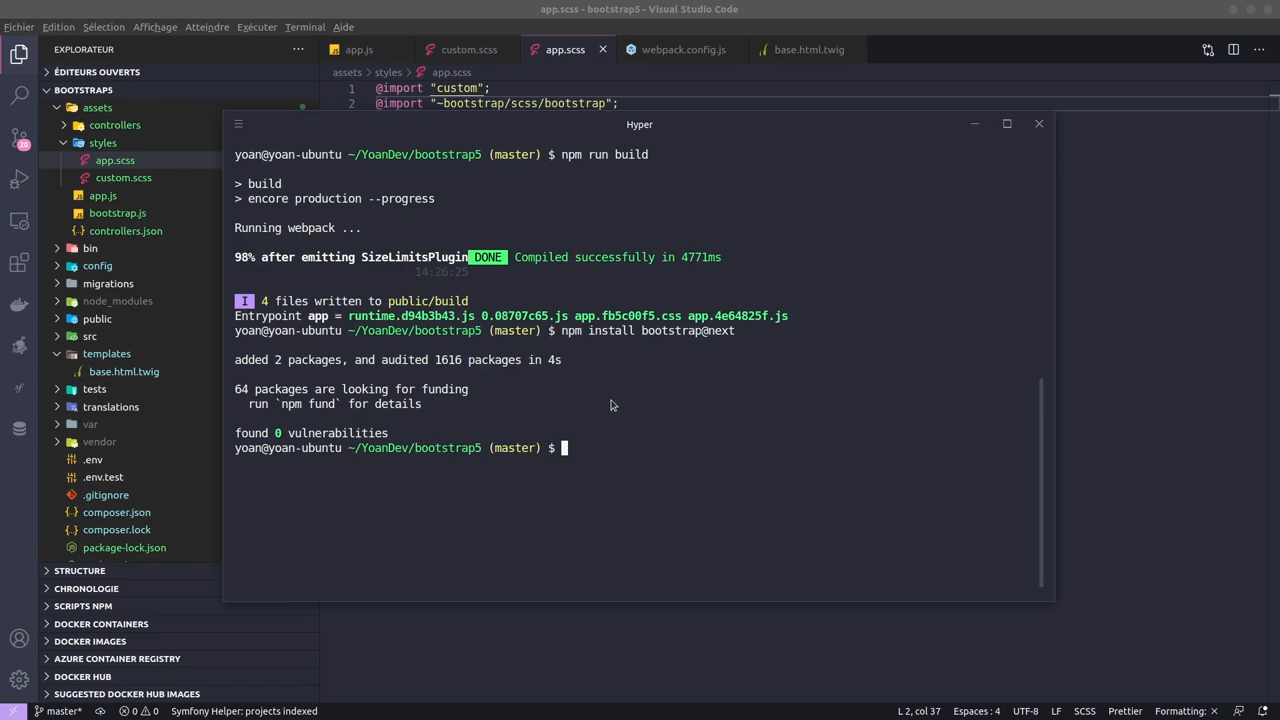 app.scss - bootstrap5 - Visual Studio Code
Fichier Edition Sélection Affichage Atteindre Exécuter Terminal Aide
EXPLORATEUR
app.js custom.scss app.scss webpack.config.js base.html.twig
ÉDITEURS OUVERTS
assets styles app.scss
BOOTSTRAP5
1 @import "custom";
2 @import "~bootstrap/scss/bootstrap";
assets
controllers
styles
app.scss
custom.scss
app.js
bootstrap.js
controllers.json
bin
config
migrations
node_modules
public
src
templates
base.html.twig
tests
translations
var
vendor
.env
.env.test
.gitignore
composer.json
composer.lock
package-lock.json
STRUCTURE
CHRONOLOGIE
SCRIPTS NPM
DOCKER CONTAINERS
DOCKER IMAGES
AZURE CONTAINER REGISTRY
DOCKER HUB
SUGGESTED DOCKER HUB IMAGES
20
Hyper
yoan@yoan-ubuntu ~/YoanDev/bootstrap5 (master) $ npm run build
> build
> encore production --progress
Running webpack ...
98% after emitting SizeLimitsPlugin DONE Compiled successfully in 4771ms
14:26:25
I 4 files written to public/build
Entrypoint app = runtime.d94b3b43.js 0.08707c65.js app.fb5c00f5.css app.4e64825f.js
yoan@yoan-ubuntu ~/YoanDev/bootstrap5 (master) $ npm install bootstrap@next
added 2 packages, and audited 1616 packages in 4s
64 packages are looking for funding
run `npm fund` for details
found 0 vulnerabilities
yoan@yoan-ubuntu ~/YoanDev/bootstrap5 (master) $
master* 0 0 Symfony Helper: projects indexed L 2, col 37 Espaces : 4 UTF-8 LF SCSS Prettier Formatting: ×